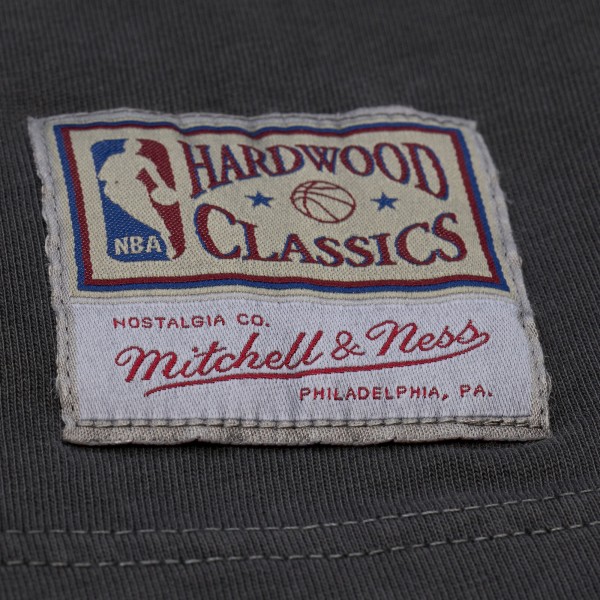 NBA
HARDWOOD
CLASSICS
NOSTALGIA CO.
Mitchell & Ness
PHILADELPHIA, PA.